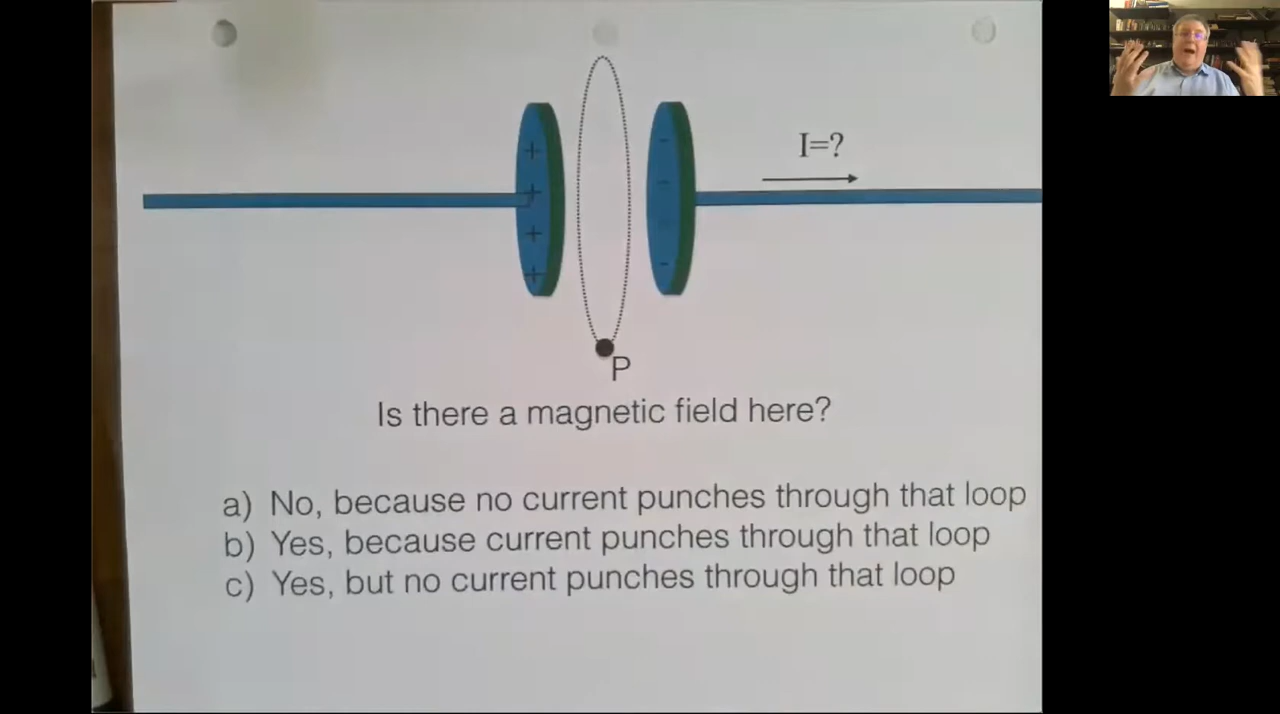 +
+
+
+
-
-
-
-
I=?
P
Is there a magnetic field here?
a) No, because no current punches through that loop
b) Yes, because current punches through that loop
c) Yes, but no current punches through that loop